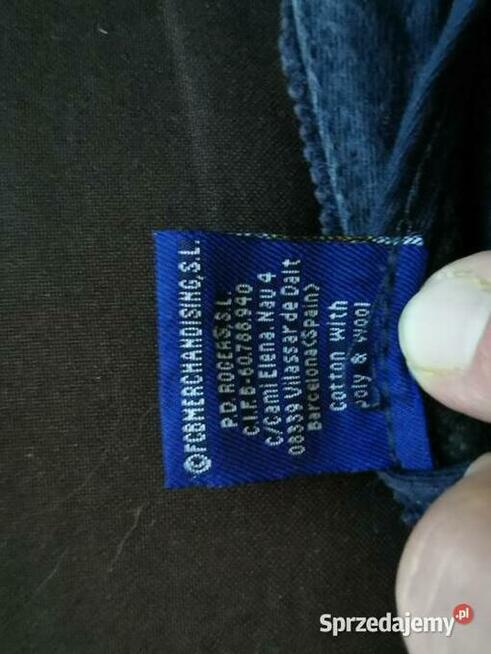 ©FCBMERCHANDISING,S.L.
P.D.ROGERS,S.L.
C.I.F.B-60.788.940
C/Cami Elena. Nau 4
08339 Vilassar de Dalt
Barcelona<Spain>
Cotton with
poly & wool
Sprzedajemy.pl